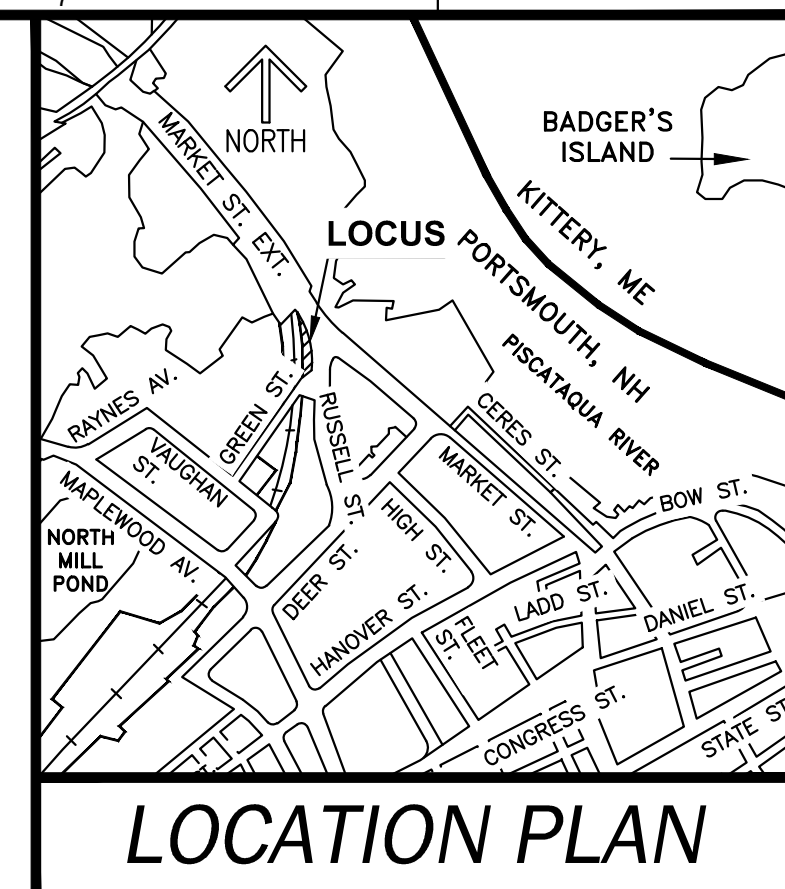 NORTH
BADGER'S
ISLAND
MARKET ST. EXT.
KITTERY, ME
LOCUS
PORTSMOUTH, NH
PISCATAQUA RIVER
RAYNES AV.
GREEN ST.
RUSSELL ST.
CERES ST.
VAUGHAN
ST.
MARKET ST.
MAPLEWOOD AV.
HIGH ST.
BOW ST.
NORTH
MILL
POND
DEER ST.
HANOVER ST.
LADD ST.
DANIEL ST.
FLEET
ST.
CONGRESS ST.
STATE ST
LOCATION PLAN